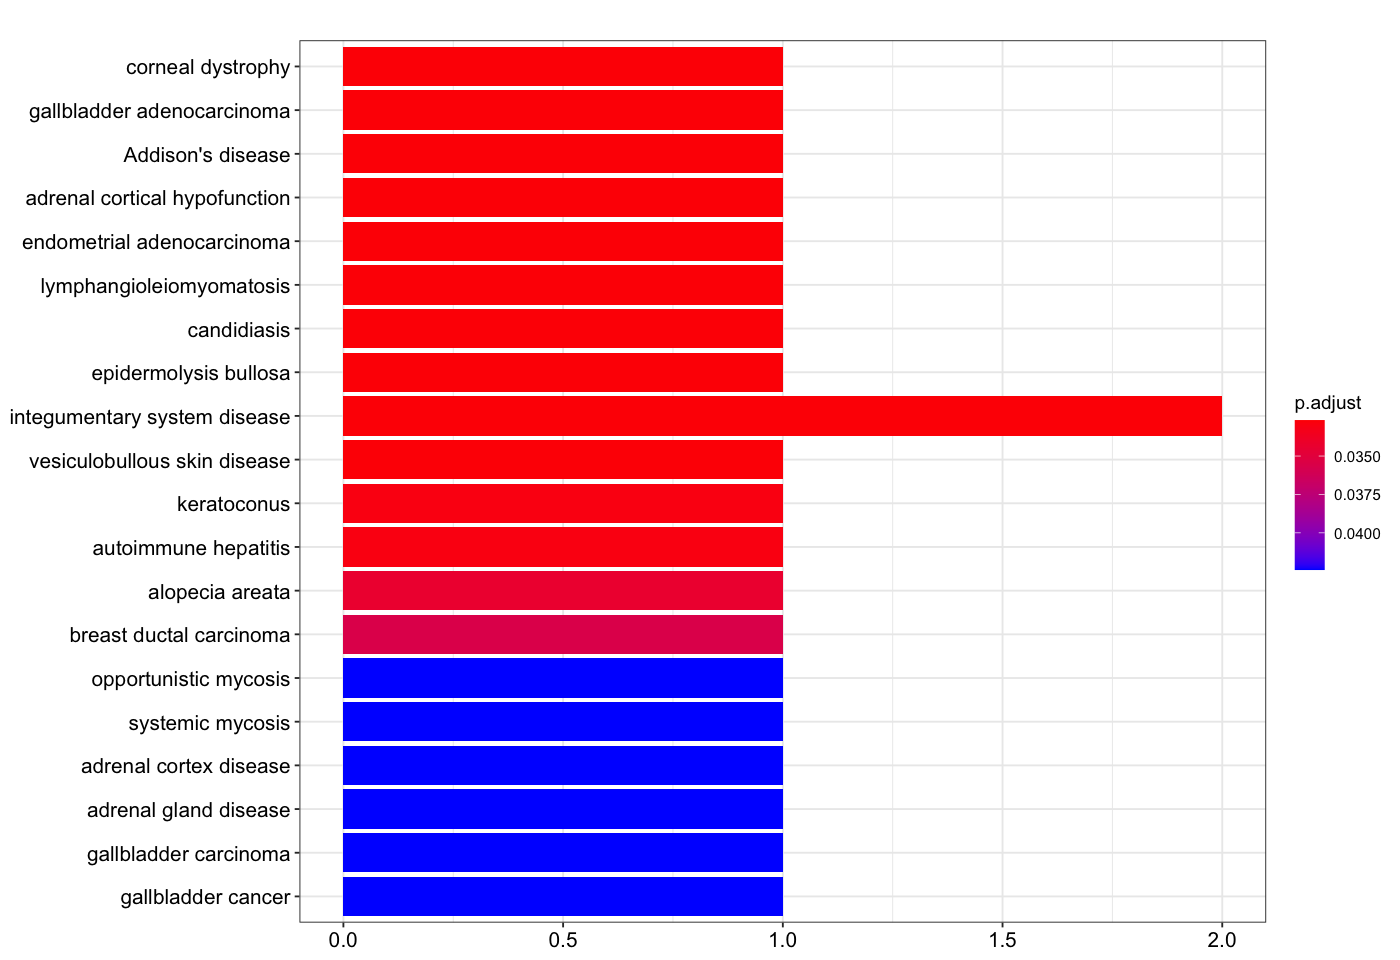 corneal dystrophy
gallbladder adenocarcinoma
Addison's disease
adrenal cortical hypofunction
endometrial adenocarcinoma
lymphangioleiomyomatosis
candidiasis
epidermolysis bullosa
integumentary system disease
vesiculobullous skin disease
keratoconus
autoimmune hepatitis
alopecia areata
breast ductal carcinoma
opportunistic mycosis
systemic mycosis
adrenal cortex disease
adrenal gland disease
gallbladder carcinoma
gallbladder cancer
0.0 0.5 1.0 1.5 2.0
p.adjust
0.0350
0.0375
0.0400